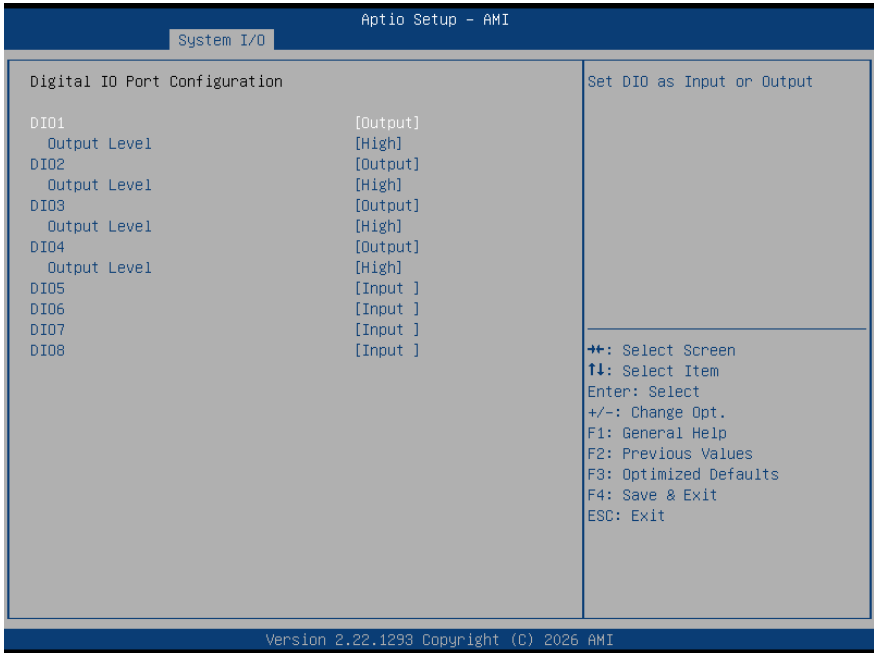 Aptio Setup - AMI
System I/O
Digital IO Port Configuration
DIO1 [Output]
Output Level [High]
DIO2 [Output]
Output Level [High]
DIO3 [Output]
Output Level [High]
DIO4 [Output]
Output Level [High]
DIO5 [Input ]
DIO6 [Input ]
DIO7 [Input ]
DIO8 [Input ]
Set DIO as Input or Output
→←: Select Screen
↑↓: Select Item
Enter: Select
+/-: Change Opt.
F1: General Help
F2: Previous Values
F3: Optimized Defaults
F4: Save & Exit
ESC: Exit
Version 2.22.1293 Copyright (C) 2026 AMI